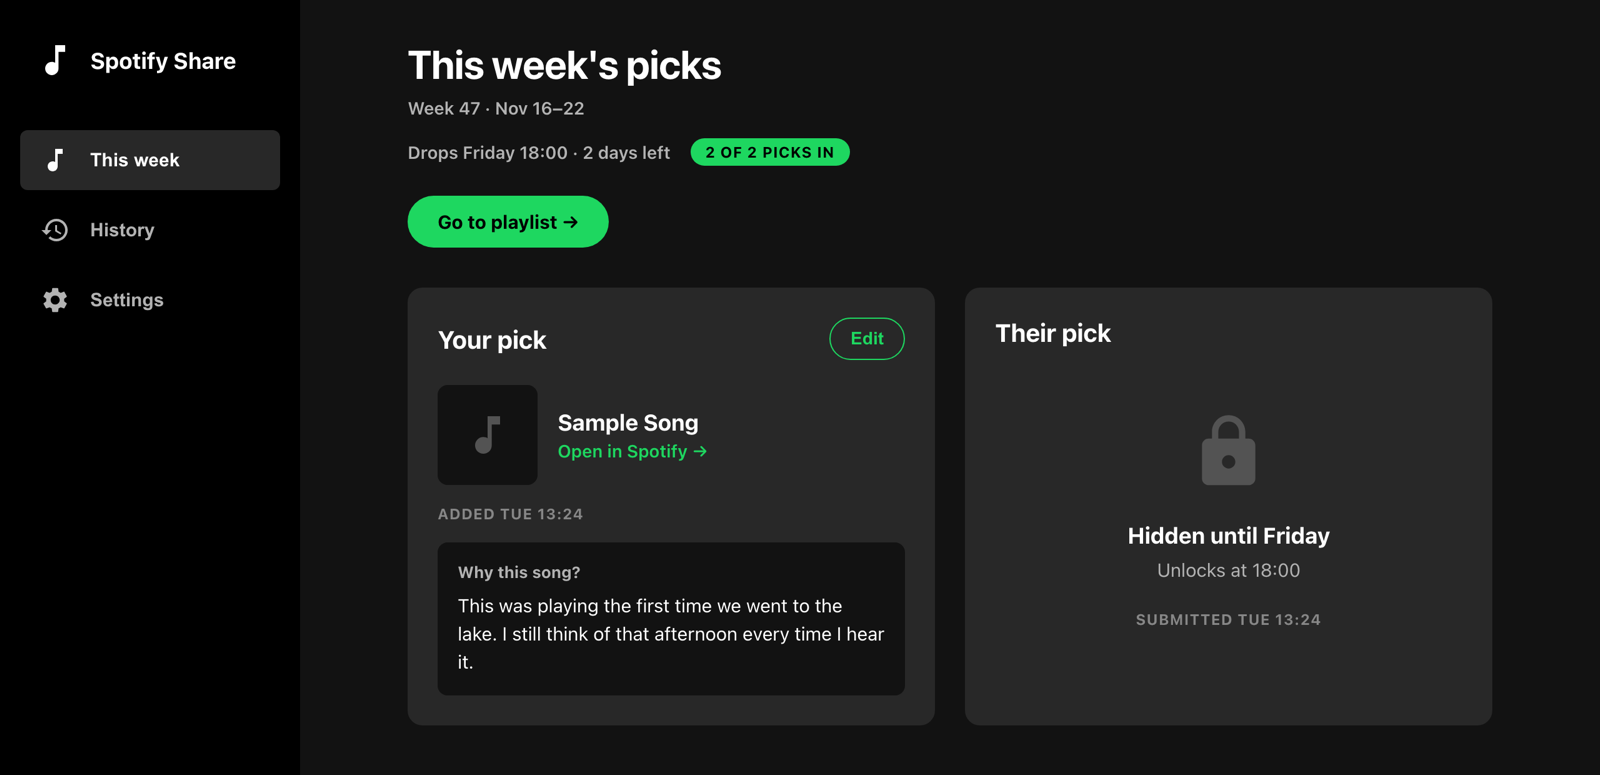 Spotify Share
This week
History
Settings
This week's picks
Week 47 · Nov 16–22
Drops Friday 18:00 · 2 days left
2 OF 2 PICKS IN
Go to playlist →
Your pick
Edit
Sample Song
Open in Spotify →
ADDED TUE 13:24
Why this song?
This was playing the first time we went to the
lake. I still think of that afternoon every time I hear
it.
Their pick
Hidden until Friday
Unlocks at 18:00
SUBMITTED TUE 13:24